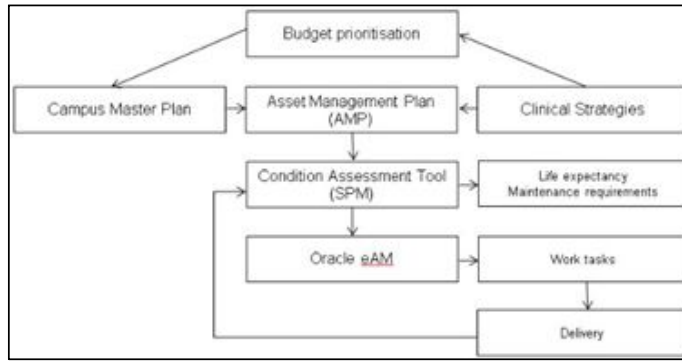 Budget prioritisation
Campus Master Plan
Asset Management Plan
(AMP)
Clinical Strategies
Condition Assessment Tool
(SPM)
Life expectancy
Maintenance requirements
Oracle eAM
Work tasks
Delivery